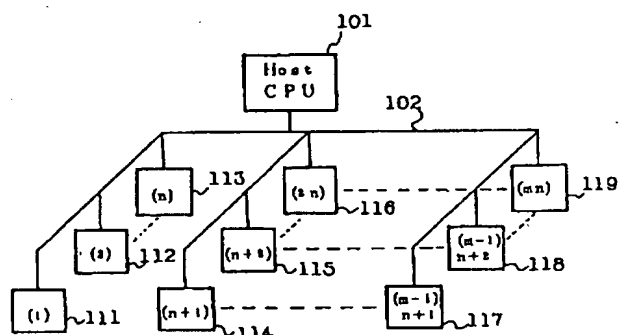 101
Host
CPU
102
(n)
113
(2n)
116
(mn)
119
(2)
112
(n+2)
115
(m-1)
n+2
118
(1)
111
(n+1)
114
(m-1)
n+1
117